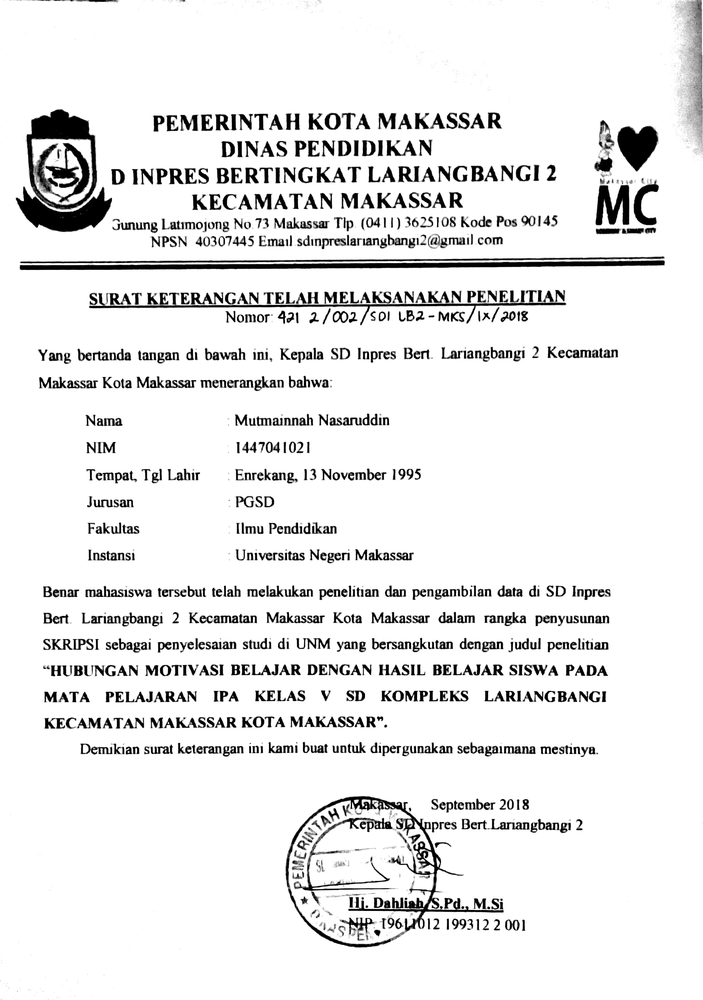 PEMERINTAH KOTA MAKASSAR
DINAS PENDIDIKAN
D INPRES BERTINGKAT LARIANGBANGI 2
KECAMATAN MAKASSAR
Gunung Latimojong No.73 Makassar Tlp. (0411) 3625108 Kode Pos 90145
NPSN 40307445 Email sdinpreslariangbangi2@gmail.com
Makassar City
MC
SURAT KETERANGAN TELAH MELAKSANAKAN PENELITIAN
Nomor: 421 2/002/SDI LB2-MKS/IX/2018
Yang bertanda tangan di bawah ini, Kepala SD Inpres Bert. Lariangbangi 2 Kecamatan
Makassar Kota Makassar menerangkan bahwa:
Nama : Mutmainnah Nasaruddin
NIM : 1447041021
Tempat, Tgl Lahir : Enrekang, 13 November 1995
Jurusan : PGSD
Fakultas : Ilmu Pendidikan
Instansi : Universitas Negeri Makassar
Benar mahasiswa tersebut telah melakukan penelitian dan pengambilan data di SD Inpres
Bert. Lariangbangi 2 Kecamatan Makassar Kota Makassar dalam rangka penyusunan
SKRIPSI sebagai penyelesaian studi di UNM yang bersangkutan dengan judul penelitian
“HUBUNGAN MOTIVASI BELAJAR DENGAN HASIL BELAJAR SISWA PADA
MATA PELAJARAN IPA KELAS V SD KOMPLEKS LARIANGBANGI
KECAMATAN MAKASSAR KOTA MAKASSAR”.
Demikian surat keterangan ini kami buat untuk dipergunakan sebagaimana mestinya.
Makassar, September 2018
Kepala SD Inpres Bert.Lariangbangi 2
PEMERINTAH KOTA MAKASSAR
Hj. Dahliah, S.Pd., M.Si
NIP. 19611012 199312 2 001